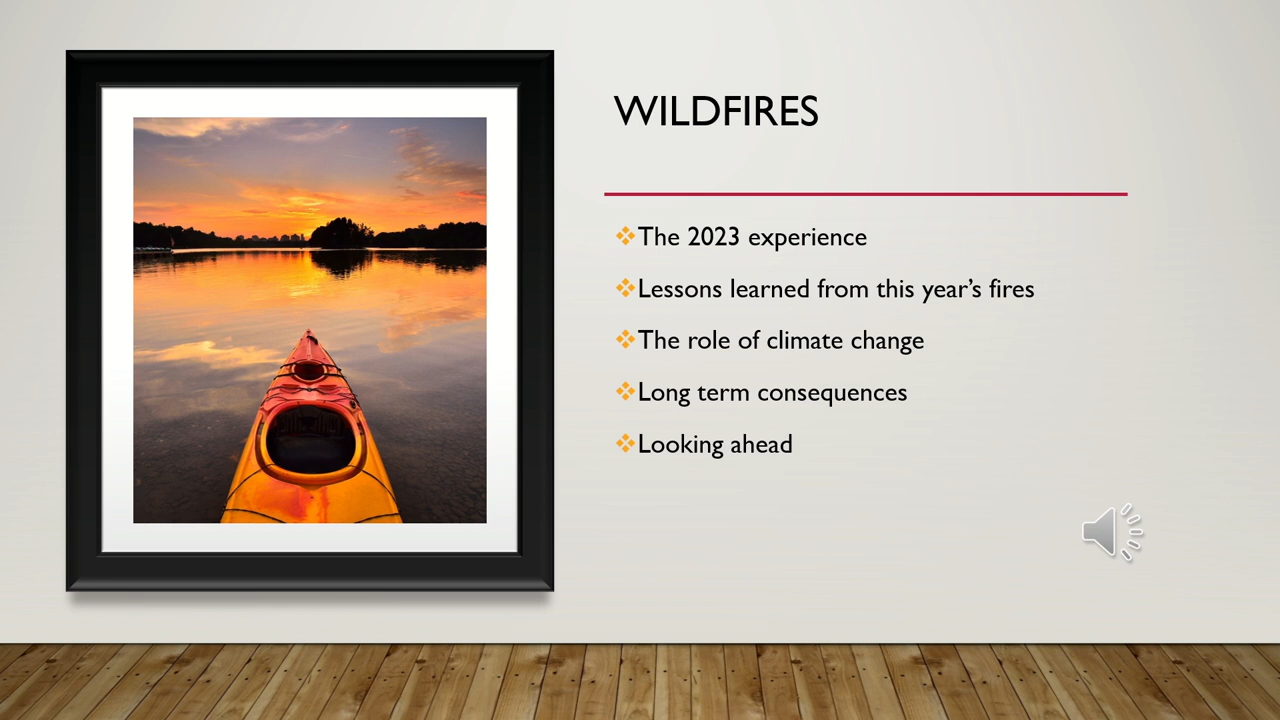 WILDFIRES
The 2023 experience
Lessons learned from this year’s fires
The role of climate change
Long term consequences
Looking ahead